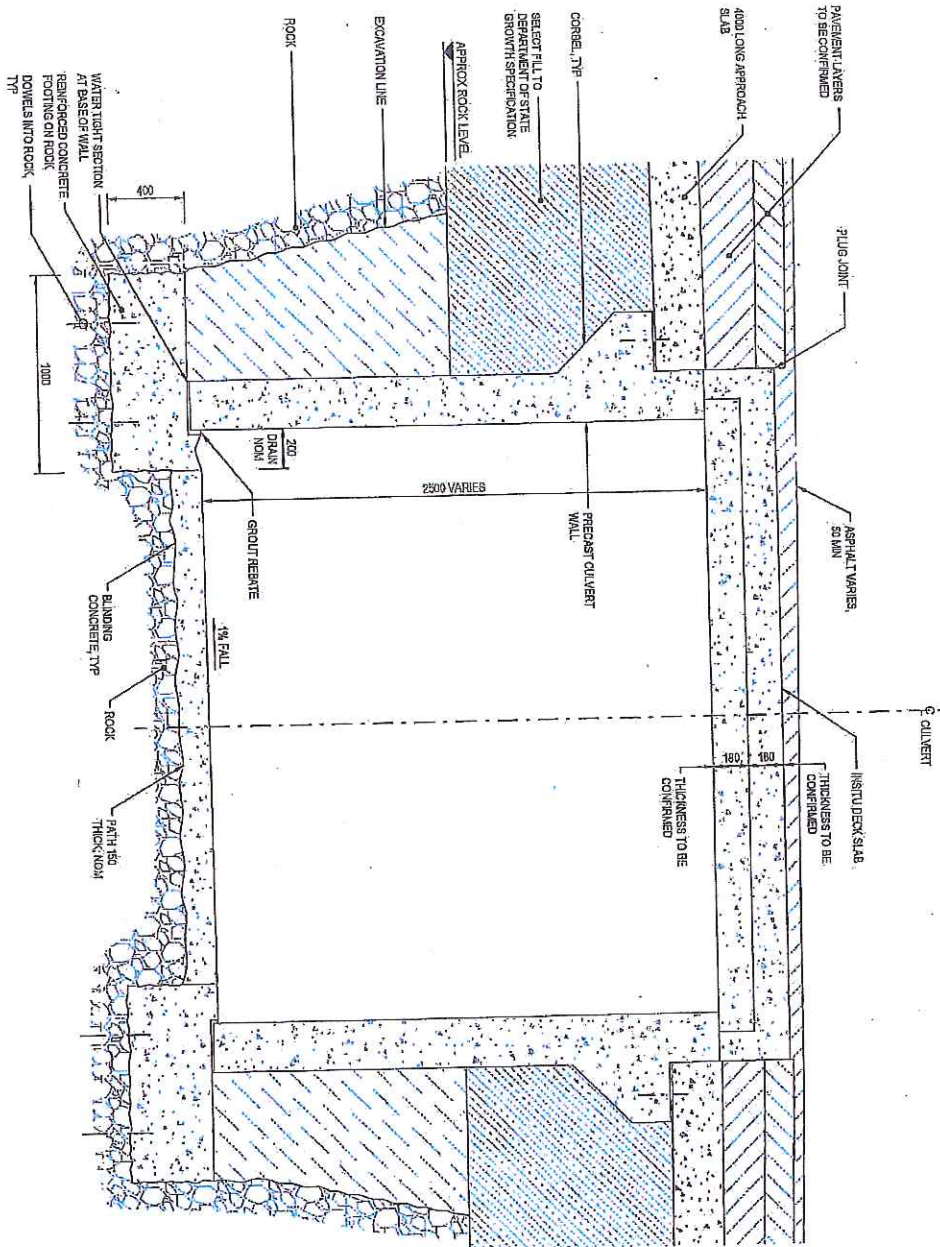 PAVEMENT LAYERS
TO BE CONFIRMED
4000 LONG APPROACH
SLAB
CORBEL, TYP
SELECT FILL TO
DEPARTMENT OF STATE
GROWTH SPECIFICATION
APPROX ROCK LEVEL
EXCAVATION LINE
ROCK
WATER TIGHT SECTION
AT BASE OF WALL
REINFORCED CONCRETE
FOOTING ON ROCK
DOWELS INTO ROCK,
TYP
PLUG JOINT
400
1000
200
DRAIN
NOM
GROUT REBATE
2500 VARIES
PRECAST CULVERT
WALL
ASPHALT VARIES,
50 MIN
1% FALL
BLINDING
CONCRETE, TYP
ROCK
PATH 150
THICK NOM
180
180
THICKNESS TO BE
CONFIRMED
THICKNESS TO BE
CONFIRMED
INSITU DECK SLAB
℄ CULVERT